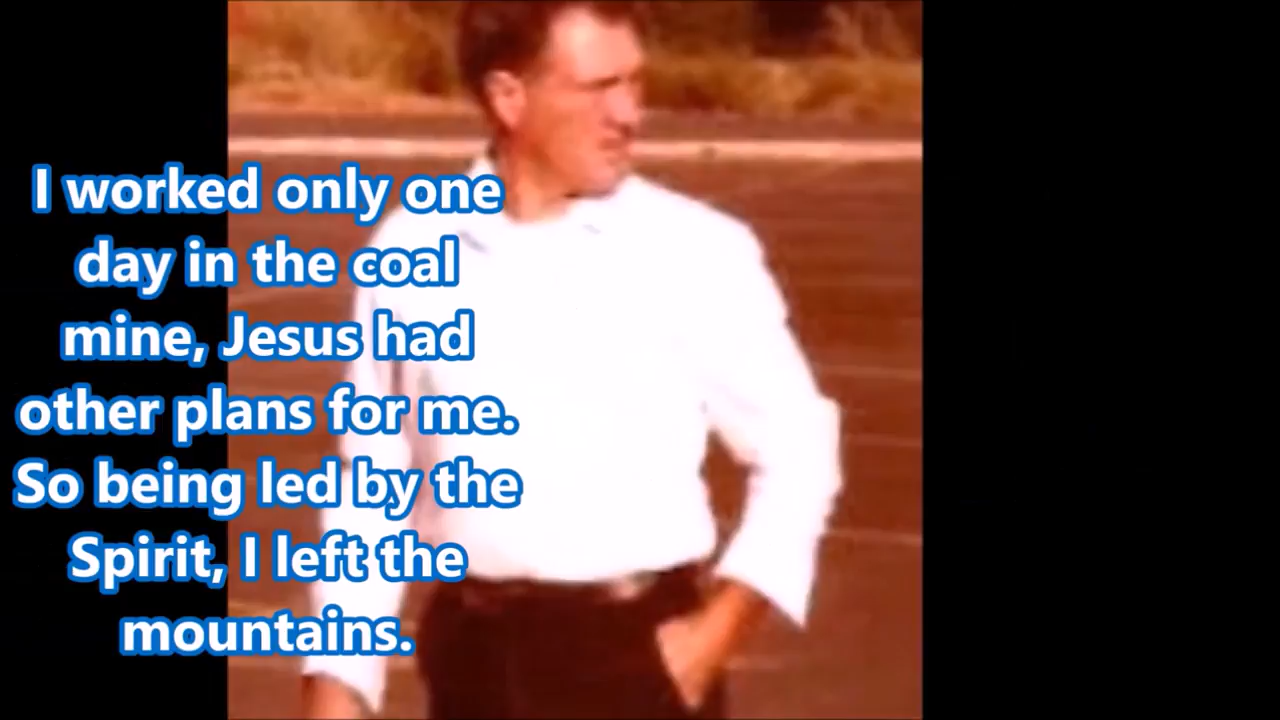 I worked only one
day in the coal
mine, Jesus had
other plans for me.
So being led by the
Spirit, I left the
mountains.